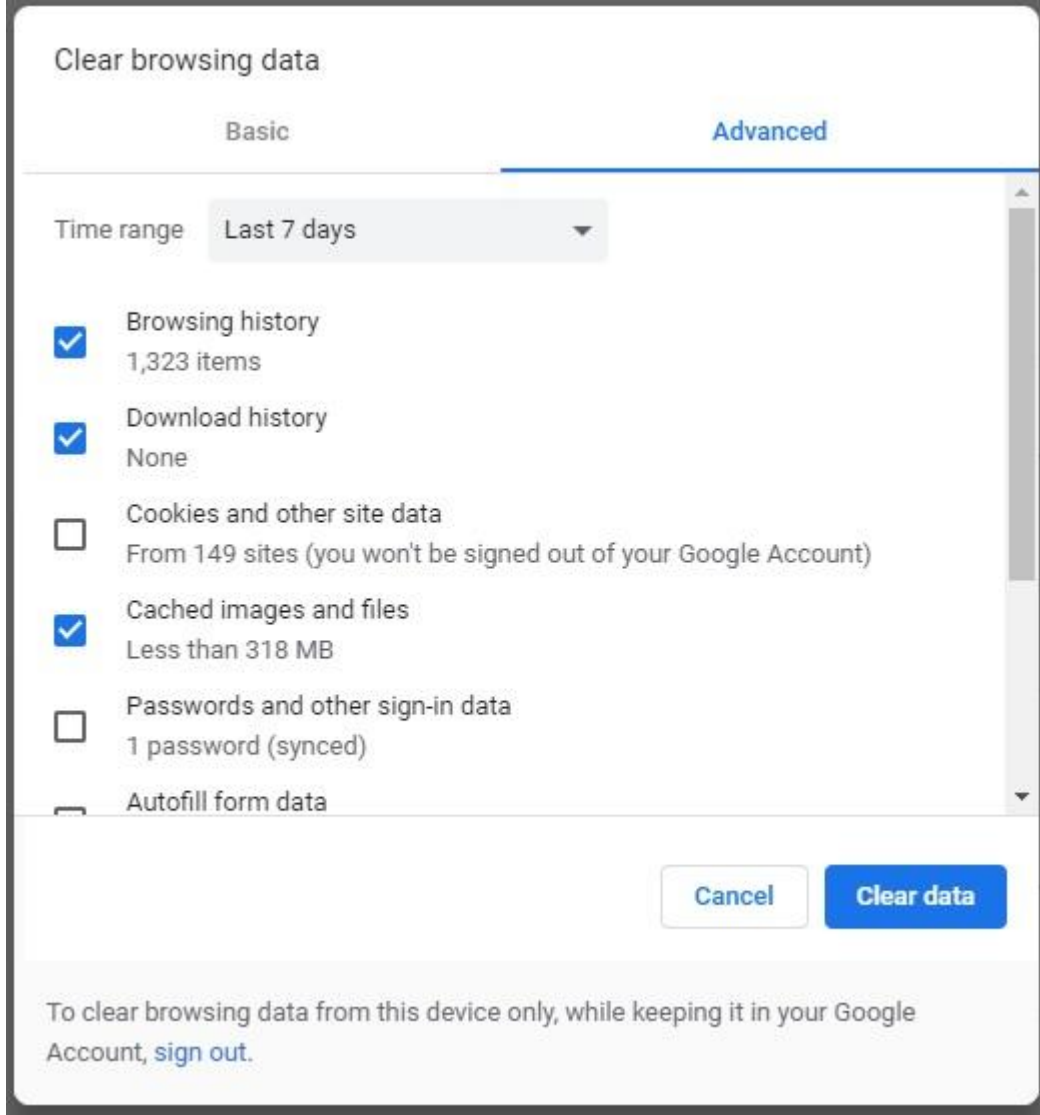 Clear browsing data
Basic
Advanced
Time range
Last 7 days
Browsing history
1,323 items
Download history
None
Cookies and other site data
From 149 sites (you won't be signed out of your Google Account)
Cached images and files
Less than 318 MB
Passwords and other sign-in data
1 password (synced)
Autofill form data
Cancel
Clear data
To clear browsing data from this device only, while keeping it in your Google
Account, sign out.